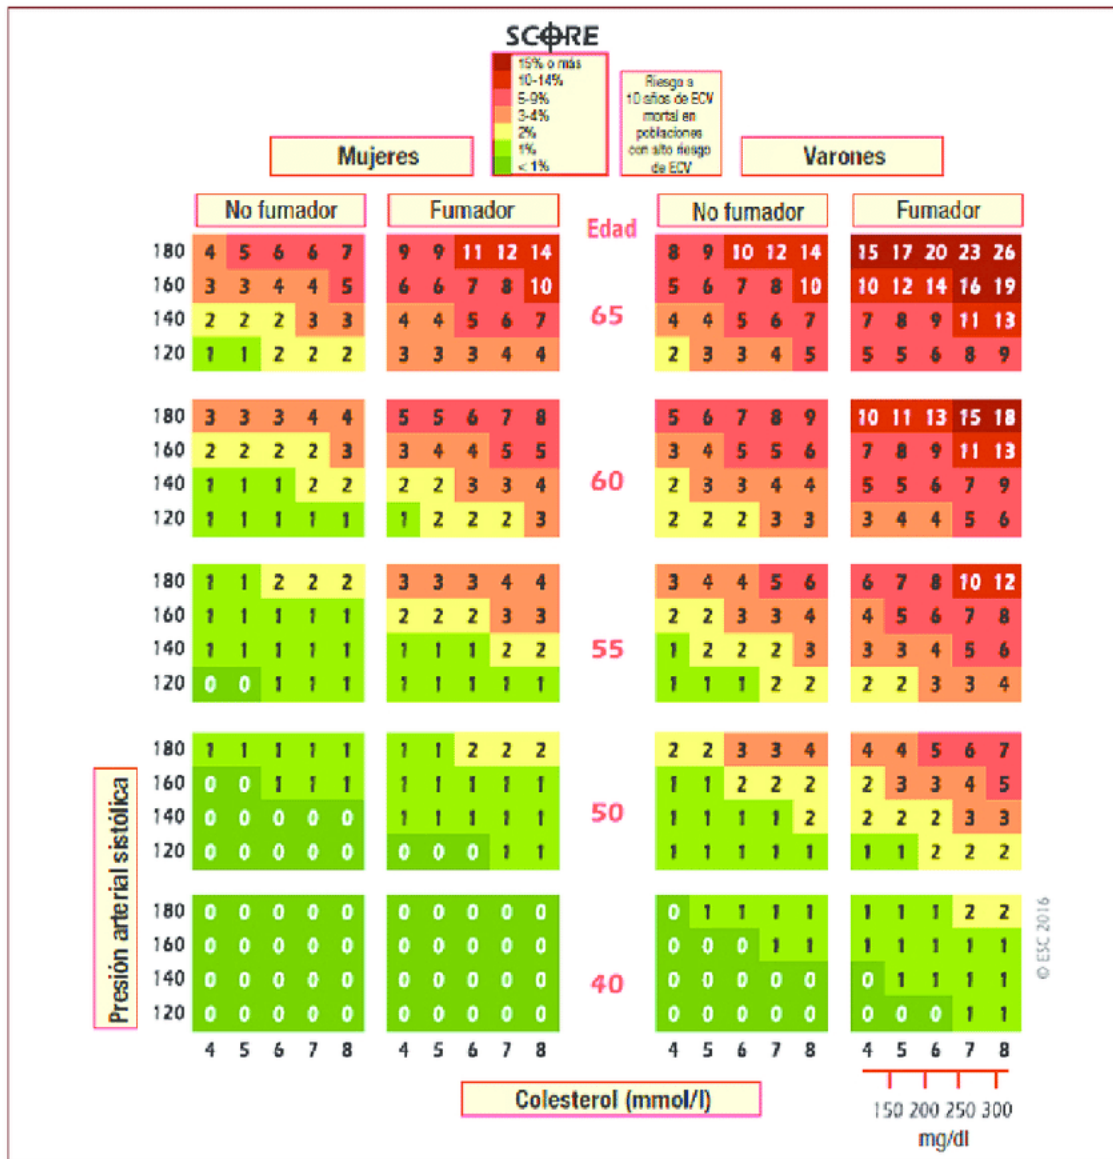 SCORE
15% o más
10-14%
5-9%
3-4%
2%
1%
< 1%
Riesgo a
10 años de ECV
mortal en
poblaciones
con alto riesgo
de ECV
Mujeres
Varones
No fumador
Fumador
Edad
No fumador
Fumador
180 4 5 6 6 7 9 9 11 12 14 8 9 10 12 14 15 17 20 23 26
160 3 3 4 4 5 6 6 7 8 10 5 6 7 8 10 10 12 14 16 19
65
140 2 2 2 3 3 4 4 5 6 7 4 4 5 6 7 7 8 9 11 13
120 1 1 2 2 2 3 3 3 4 4 2 3 3 4 5 5 5 6 8 9
180 3 3 3 4 4 5 5 6 7 8 5 6 7 8 9 10 11 13 15 18
160 2 2 2 2 3 3 4 4 5 5 3 4 5 5 6 7 8 9 11 13
60
140 1 1 1 2 2 2 2 3 3 4 2 3 3 4 4 5 5 6 7 9
120 1 1 1 1 1 1 2 2 2 3 2 2 2 3 3 3 4 4 5 6
180 1 1 2 2 2 3 3 3 4 4 3 4 4 5 6 6 7 8 10 12
160 1 1 1 1 1 2 2 2 3 3 2 2 3 3 4 4 5 6 7 8
55
140 1 1 1 1 1 1 1 1 2 2 1 2 2 2 3 3 3 4 5 6
120 0 0 1 1 1 1 1 1 1 1 1 1 1 2 2 2 2 3 3 4
180 1 1 1 1 1 1 1 2 2 2 2 2 3 3 4 4 4 5 6 7
160 0 0 1 1 1 1 1 1 1 1 1 1 2 2 2 2 3 3 4 5
50
140 0 0 0 0 0 1 1 1 1 1 1 1 1 1 2 2 2 2 3 3
120 0 0 0 0 0 0 0 0 1 1 1 1 1 1 1 1 1 2 2 2
180 0 0 0 0 0 0 0 0 0 0 0 1 1 1 1 1 1 1 2 2
160 0 0 0 0 0 0 0 0 0 0 0 0 0 1 1 1 1 1 1 1
40
140 0 0 0 0 0 0 0 0 0 0 0 0 0 0 0 0 1 1 1 1
120 0 0 0 0 0 0 0 0 0 0 0 0 0 0 0 0 0 0 1 1
4 5 6 7 8 4 5 6 7 8 4 5 6 7 8 4 5 6 7 8
Presión arterial sistólica
Colesterol (mmol/l)
150 200 250 300
mg/dl
© ESC 2016